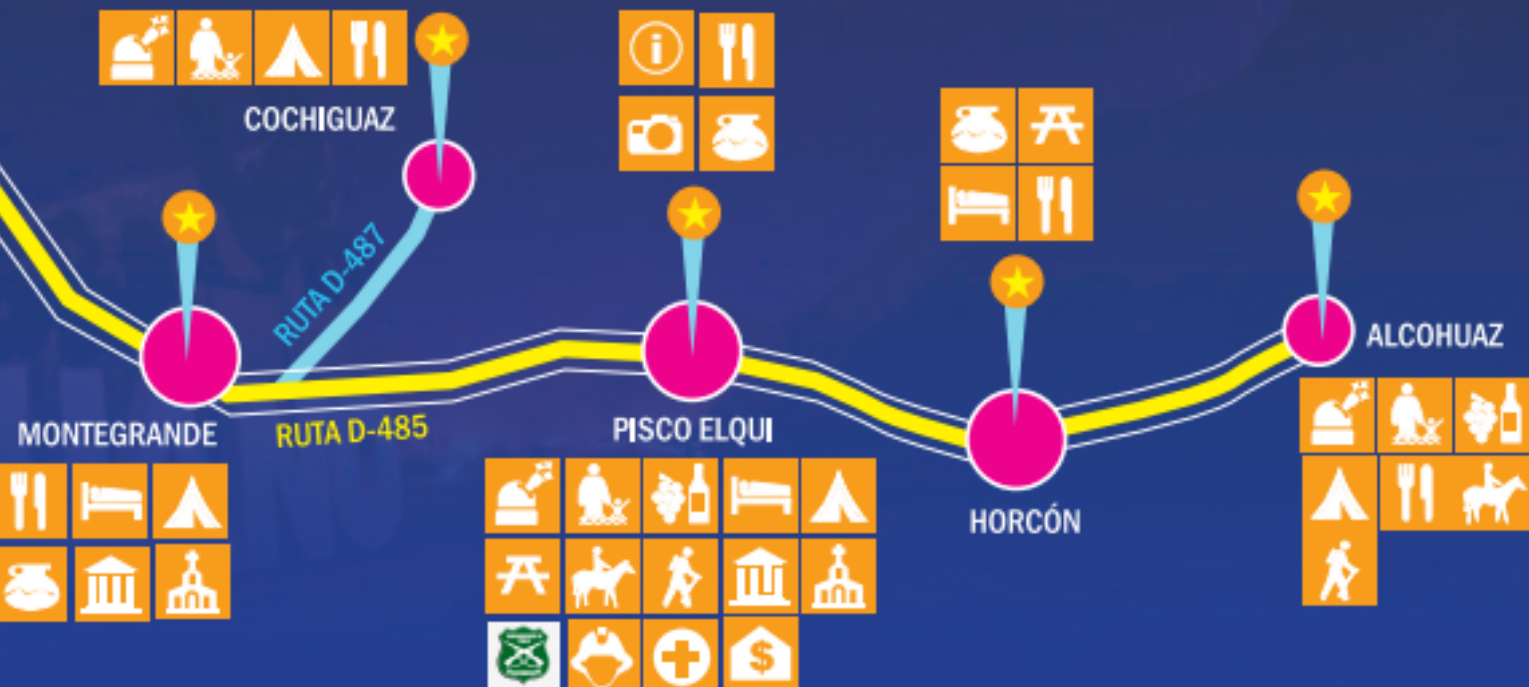 COCHIGUAZ
RUTA D-487
MONTEGRANDE
RUTA D-485
PISCO ELQUI
HORCÓN
ALCOHUAZ